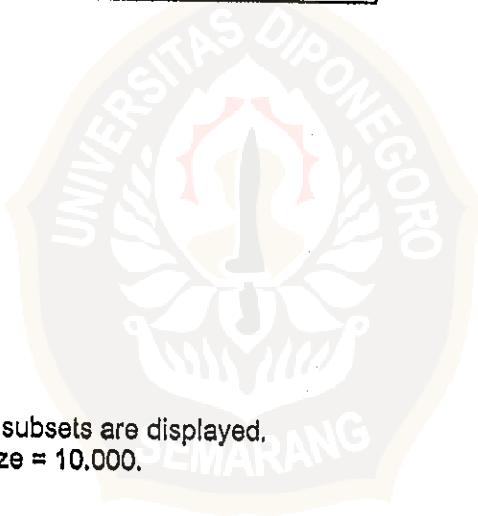 UNIVERSITAS DIPONEGORO
subsets are displayed.
ze = 10.000.
SEMARANG